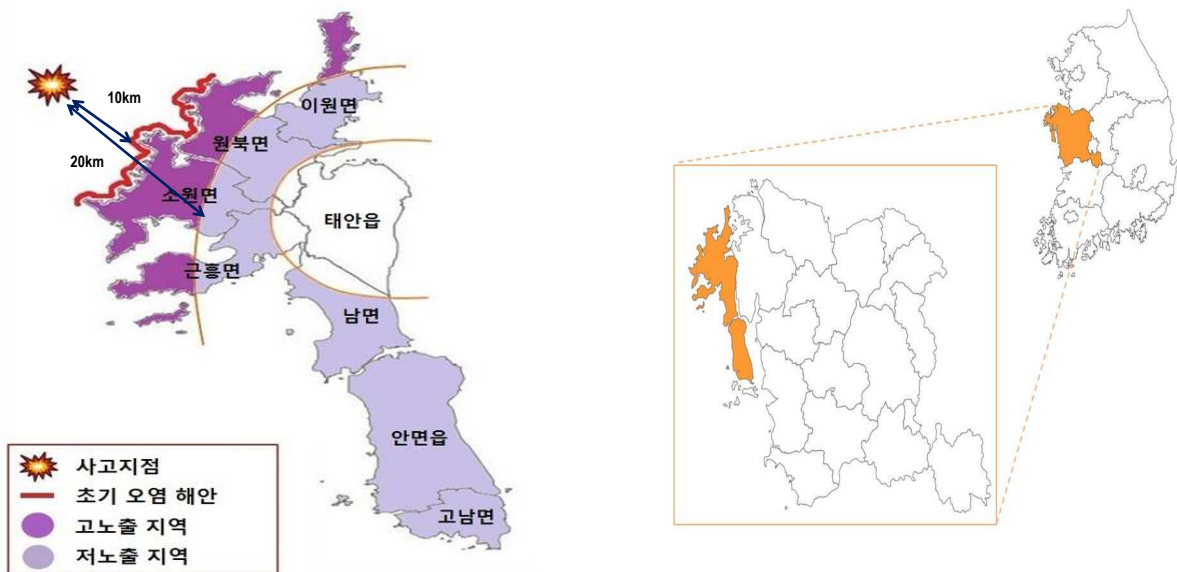 10km
20km
이원면
원북면
소원면
태안읍
근흥면
남면
안면읍
고남면
사고지점
초기 오염 해안
고노출 지역
저노출 지역